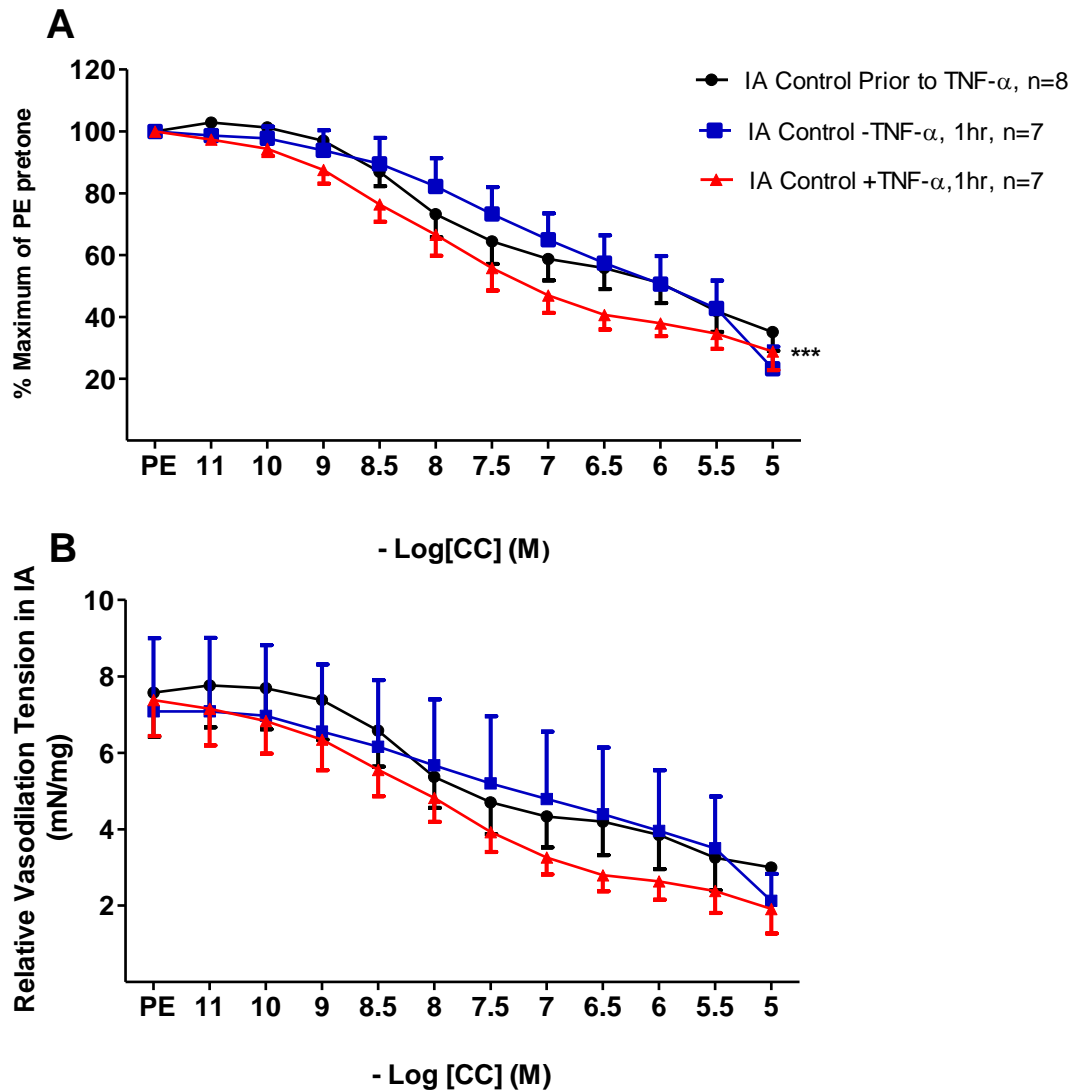 A
120
100
80
60
40
20
% Maximum of PE pretone
IA Control Prior to TNF-α, n=8
IA Control -TNF-α, 1hr, n=7
IA Control +TNF-α,1hr, n=7
***
PE 11 10 9 8.5 8 7.5 7 6.5 6 5.5 5
- Log[CC] (M)
B
10
8
6
4
2
Relative Vasodilation Tension in IA
(mN/mg)
PE 11 10 9 8.5 8 7.5 7 6.5 6 5.5 5
- Log [CC] (M)